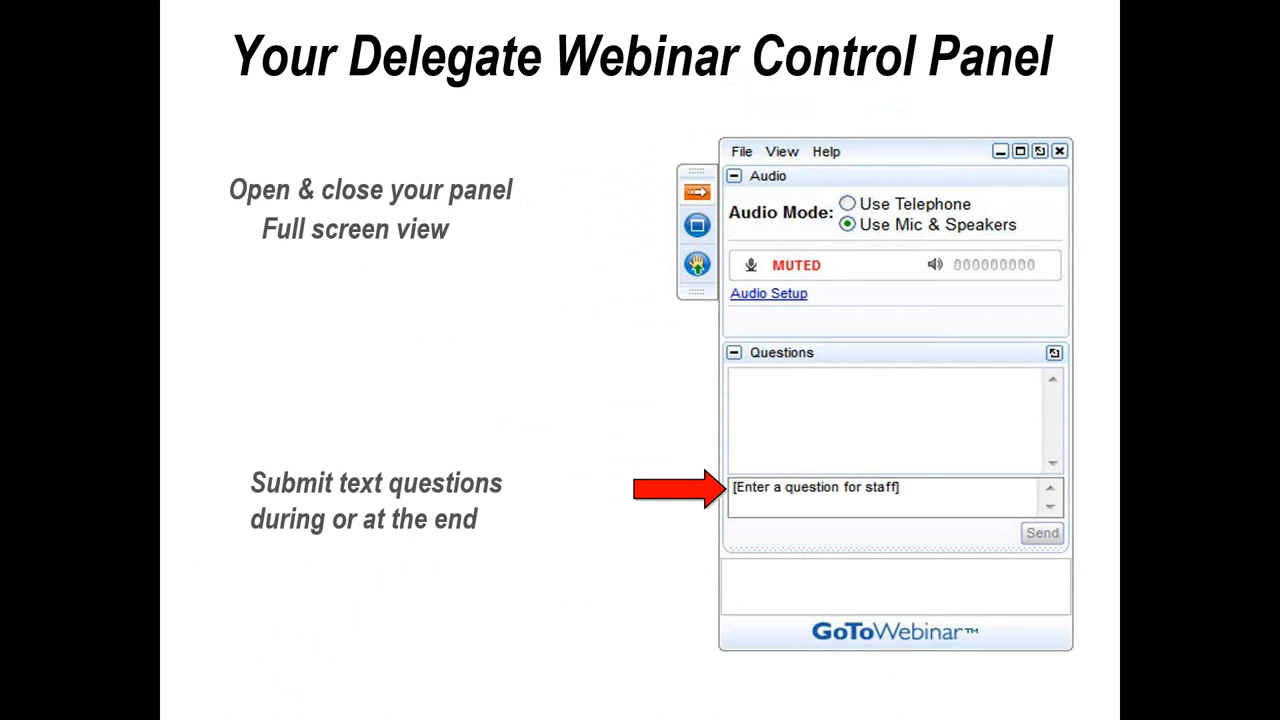 Your Delegate Webinar Control Panel
Open & close your panel
Full screen view
Submit text questions
during or at the end
File View Help
Audio
Audio Mode:
Use Telephone
Use Mic & Speakers
MUTED
000000000
Audio Setup
Questions
[Enter a question for staff]
Send
GoToWebinar™